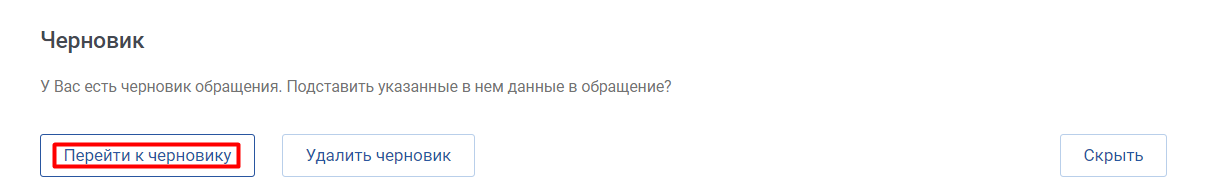 Черновик
У Вас есть черновик обращения. Подставить указанные в нем данные в обращение?
Перейти к черновику
Удалить черновик
Скрыть